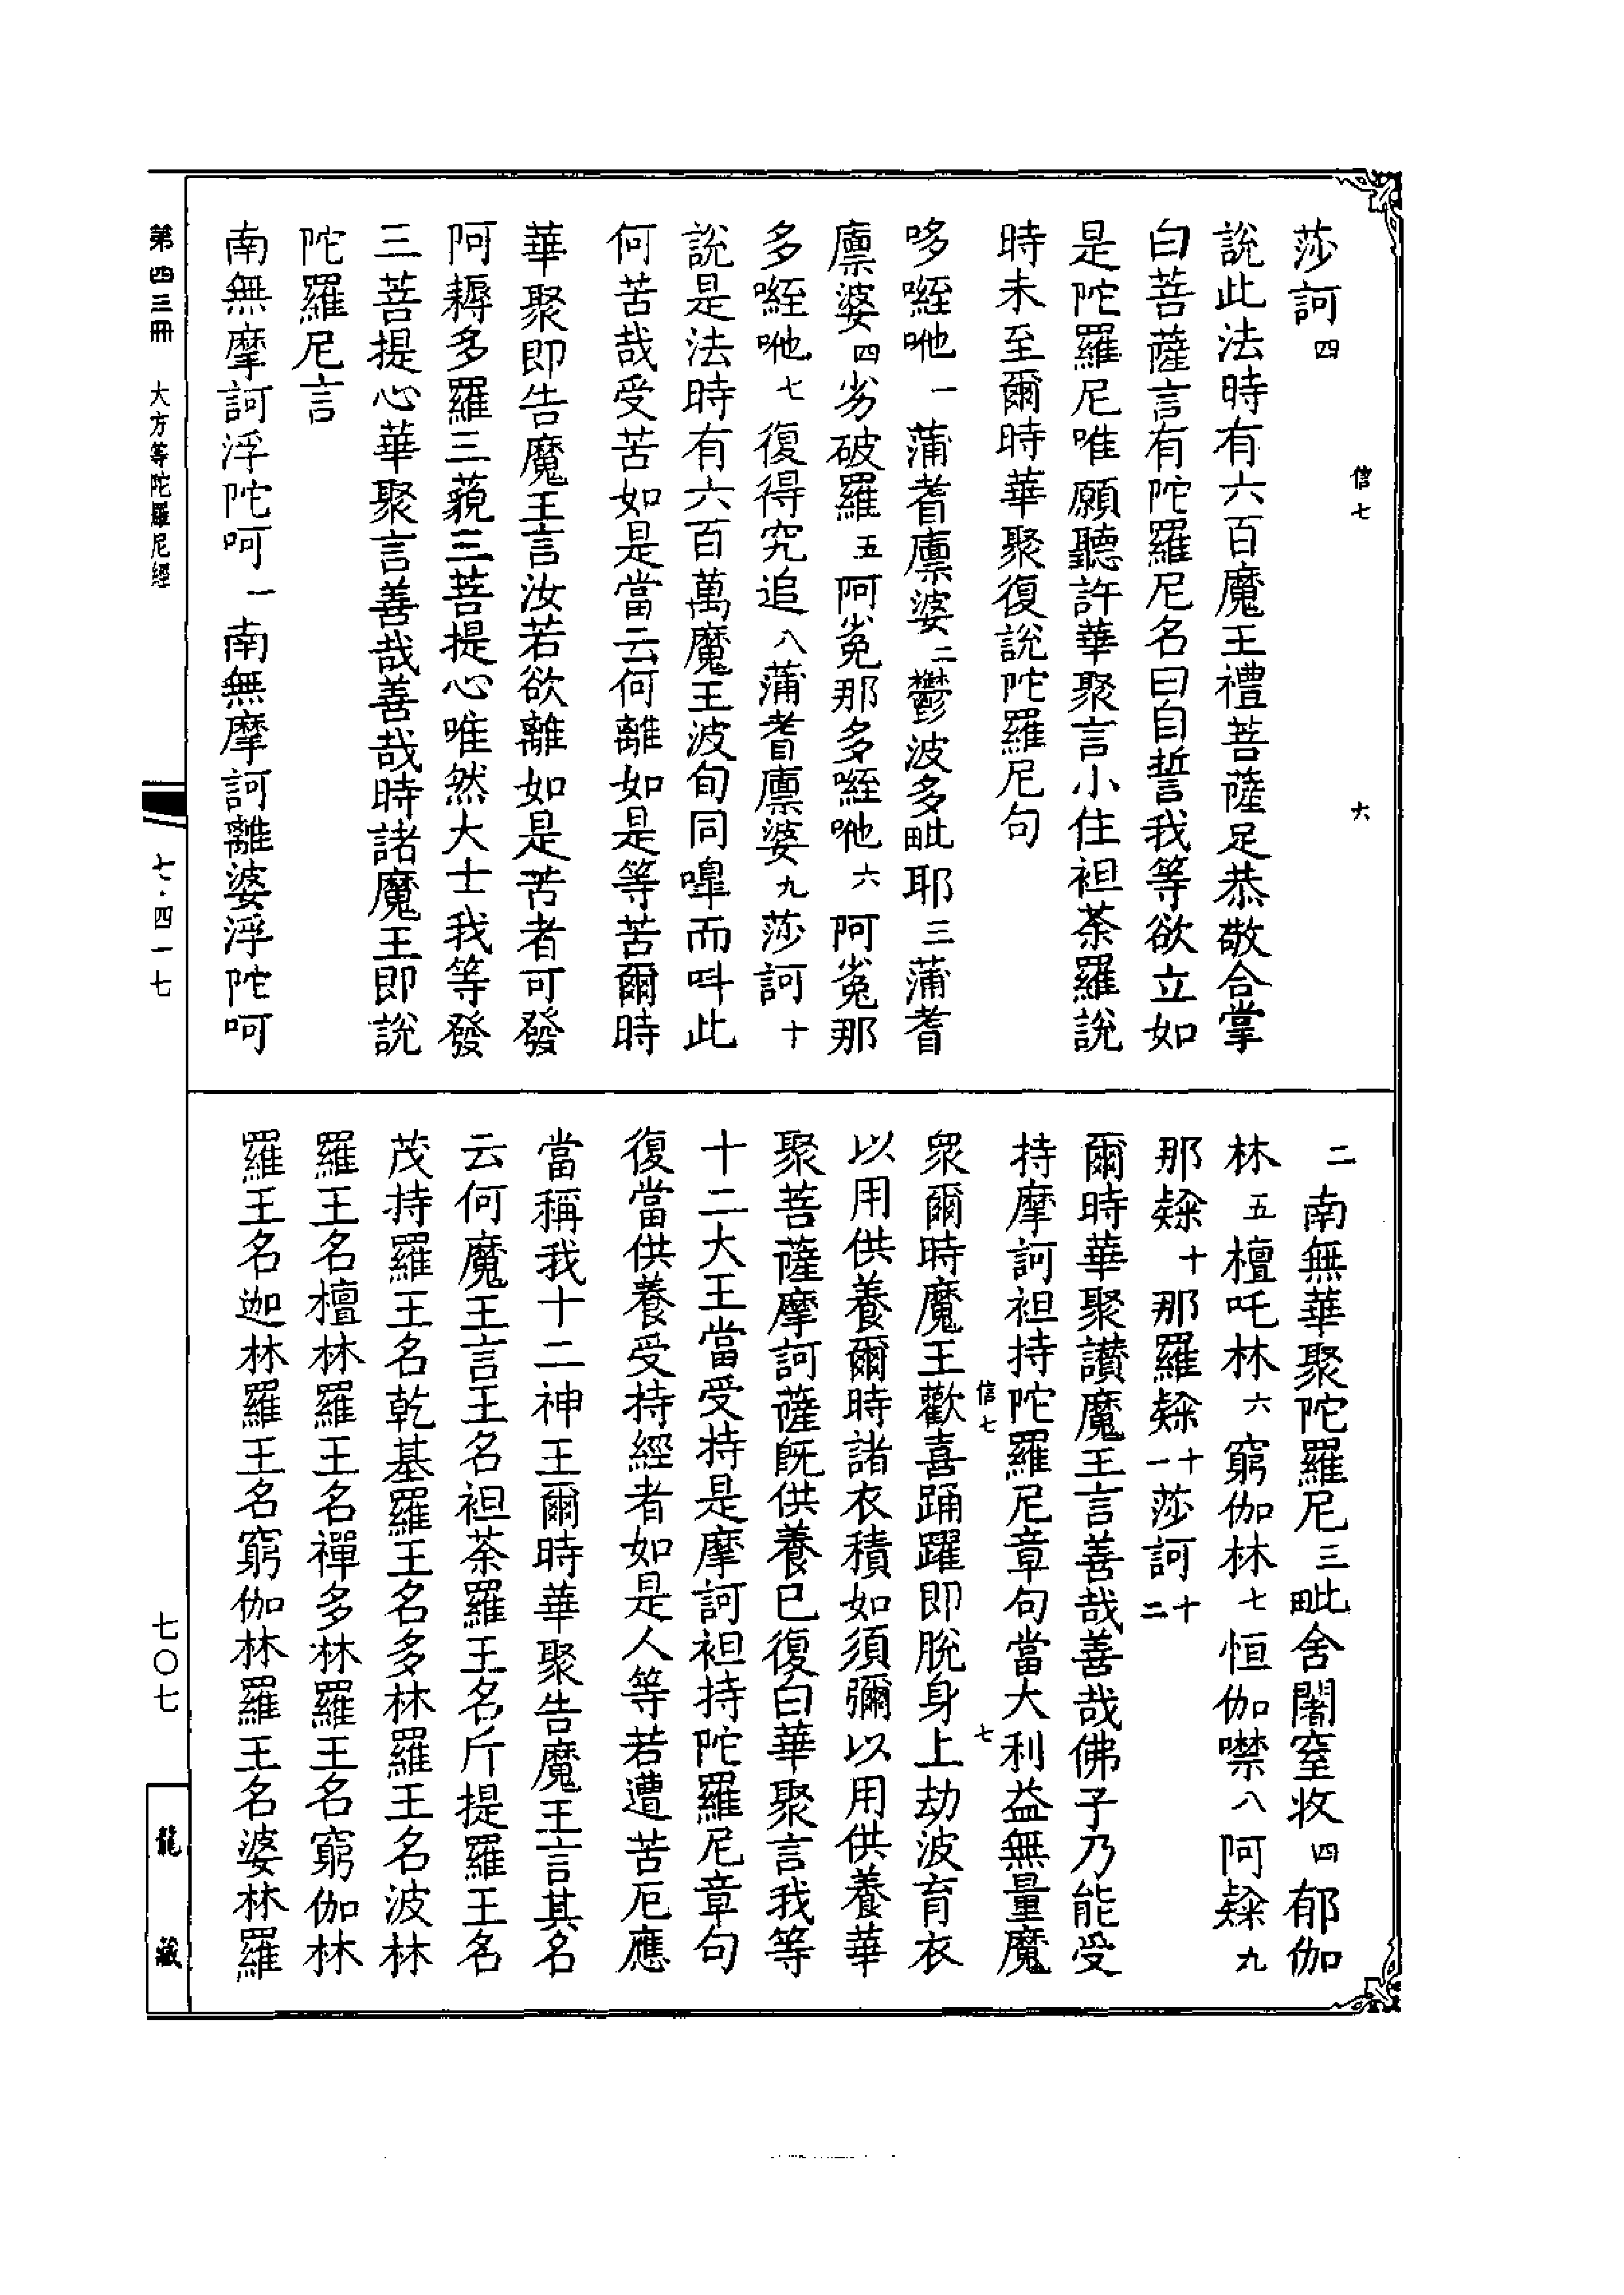 信七　六
莎訶四
說此法時有六百魔王禮菩薩足恭敬合掌
白菩薩言有陀羅尼名曰自誓我等欲立如
是陀羅尼唯願聽許華聚言小住袒荼羅說
時未至爾時華聚復說陀羅尼句
哆㗌呭一蒲耆廩婆二鬱波多毗耶三蒲耆
廩婆四劣破羅五阿㝹那多㗌呭六阿㝹那
多㗌呭七復得究追八蒲耆廩婆九莎訶十
說是法時有六百萬魔王波旬同嘷而呌此
何苦哉受苦如是當云何離如是等苦爾時
華聚即告魔王言汝若欲離如是苦者可發
阿耨多羅三藐三菩提心唯然大士我等發
三菩提心華聚言善哉善哉時諸魔王即說
陀羅尼言
南無摩訶浮陀呵一南無摩訶離婆浮陀呵
二南無華聚陀羅尼三毗舍闍窒收四郁伽
林五檀吒林六窮伽林七恒伽噤八阿㱡九
那㱡十那羅㱡十一莎訶十二
爾時華聚讚魔王言善哉善哉佛子乃能受
持摩訶袒持陀羅尼章句當大利益無量魔
信七　七
眾爾時魔王歡喜踊躍即脫身上劫波育衣
以用供養爾時諸衣積如須彌以用供養華
聚菩薩摩訶薩旣供養已復白華聚言我等
十二大王當受持是摩訶袒持陀羅尼章句
復當供養受持經者如是人等若遭苦厄應
當稱我十二神王爾時華聚告魔王言其名
云何魔王言王名袒荼羅王名斤提羅王名
茂持羅王名乾基羅王名多林羅王名波林
羅王名檀林羅王名禪多林羅王名窮伽林
羅王名迦林羅王名窮伽林羅王名婆林羅
第四三冊　大方等陀羅尼經
七·四一七
七〇七
龍藏